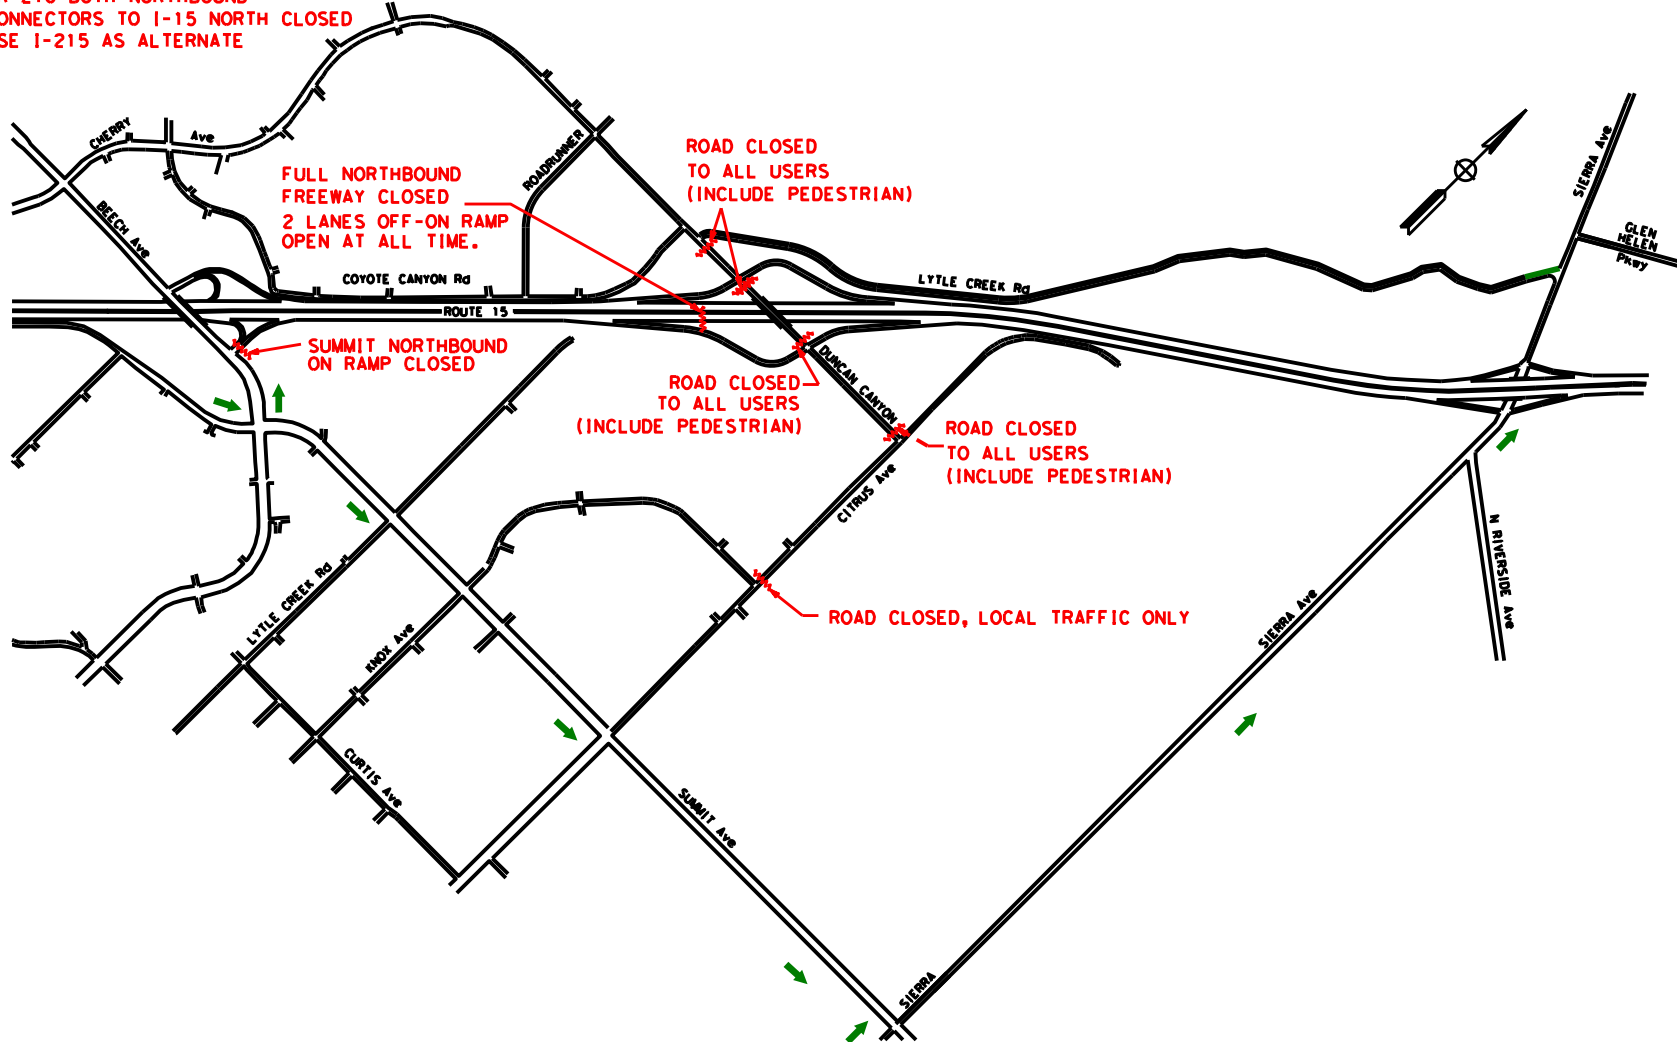 ONNECTORS TO I-15 NORTH CLOSED
SE I-215 AS ALTERNATE
CHERRY Ave
BEECH Ave
ROADRUNNER
FULL NORTHBOUND
FREEWAY CLOSED
2 LANES OFF-ON RAMP
OPEN AT ALL TIME.
ROAD CLOSED
TO ALL USERS
(INCLUDE PEDESTRIAN)
SIERRA Ave
GLEN
HELEN
Pkwy
COYOTE CANYON Rd
LYTLE CREEK Rd
ROUTE 15
SUMMIT NORTHBOUND
ON RAMP CLOSED
DUNCAN CANYON
ROAD CLOSED
TO ALL USERS
(INCLUDE PEDESTRIAN)
ROAD CLOSED
TO ALL USERS
(INCLUDE PEDESTRIAN)
CITRUS Ave
N RIVERSIDE Ave
LYTLE CREEK Rd
KNOX Ave
ROAD CLOSED, LOCAL TRAFFIC ONLY
SIERRA Ave
CURTIS Ave
SUMMIT Ave
SIERRA